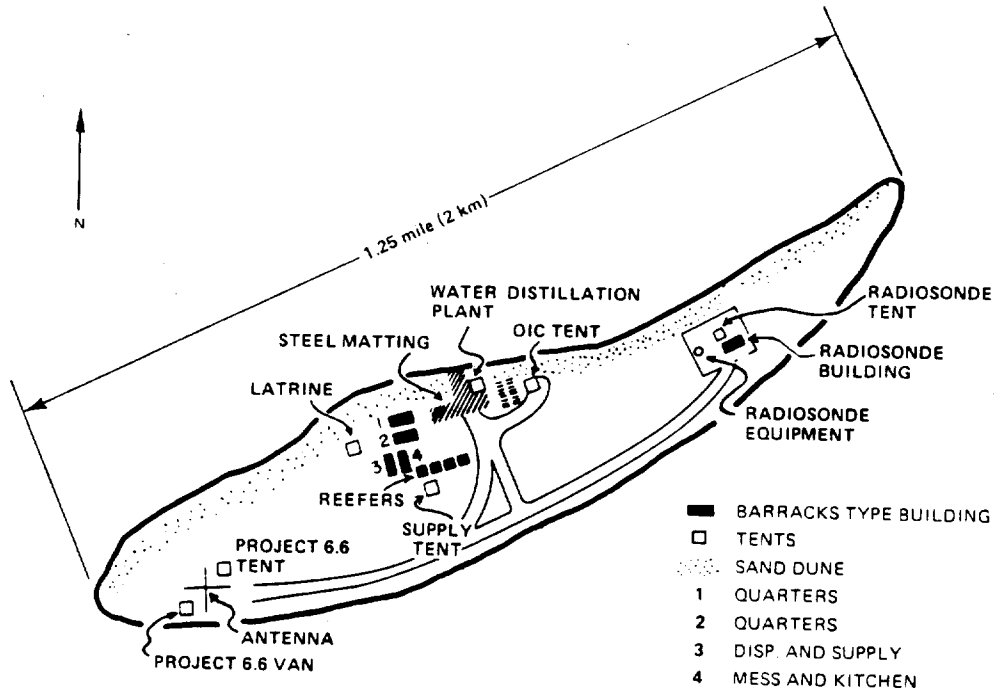 N
1.25 mile (2 km)
WATER DISTILLATION
PLANT
OIC TENT
STEEL MATTING
LATRINE
RADIOSONDE
TENT
RADIOSONDE
BUILDING
RADIOSONDE
EQUIPMENT
1
2
3
4
REEFERS
SUPPLY
TENT
PROJECT 6.6
TENT
ANTENNA
PROJECT 6.6 VAN
BARRACKS TYPE BUILDING
TENTS
SAND DUNE
1 QUARTERS
2 QUARTERS
3 DISP. AND SUPPLY
4 MESS AND KITCHEN